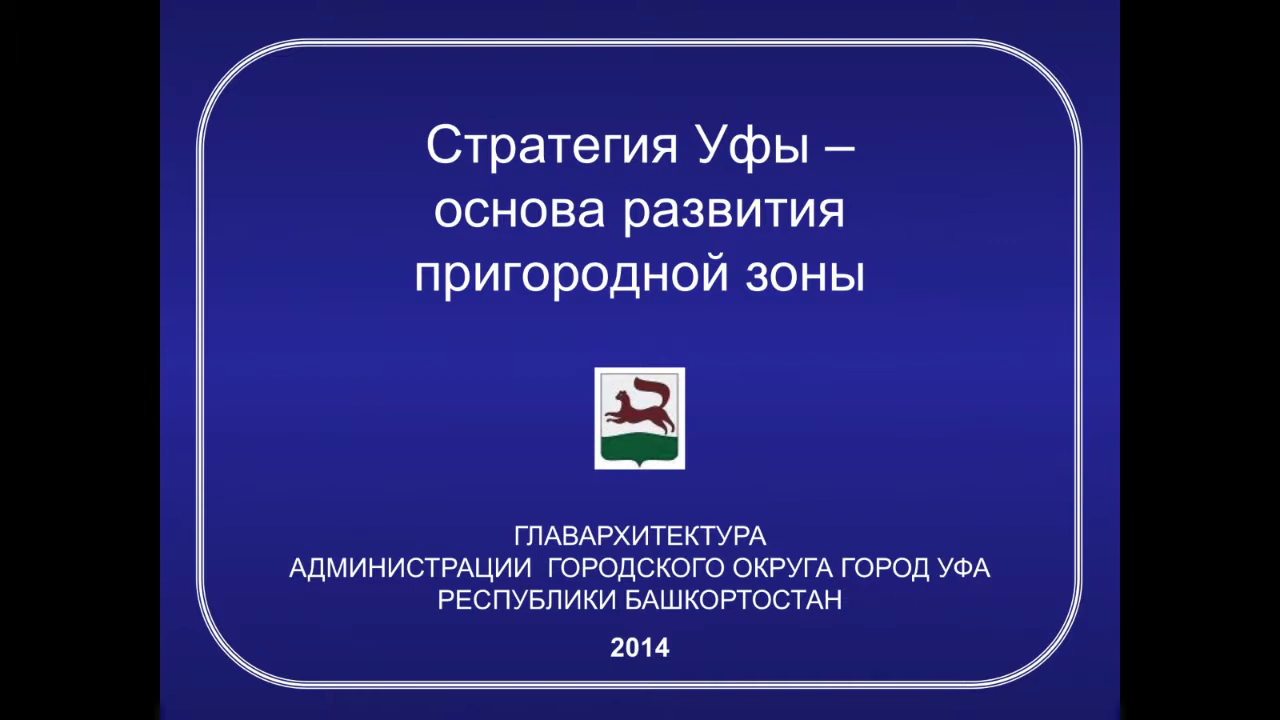 Стратегия Уфы –
основа развития
пригородной зоны
ГЛАВАРХИТЕКТУРА
АДМИНИСТРАЦИИ ГОРОДСКОГО ОКРУГА ГОРОД УФА
РЕСПУБЛИКИ БАШКОРТОСТАН
2014